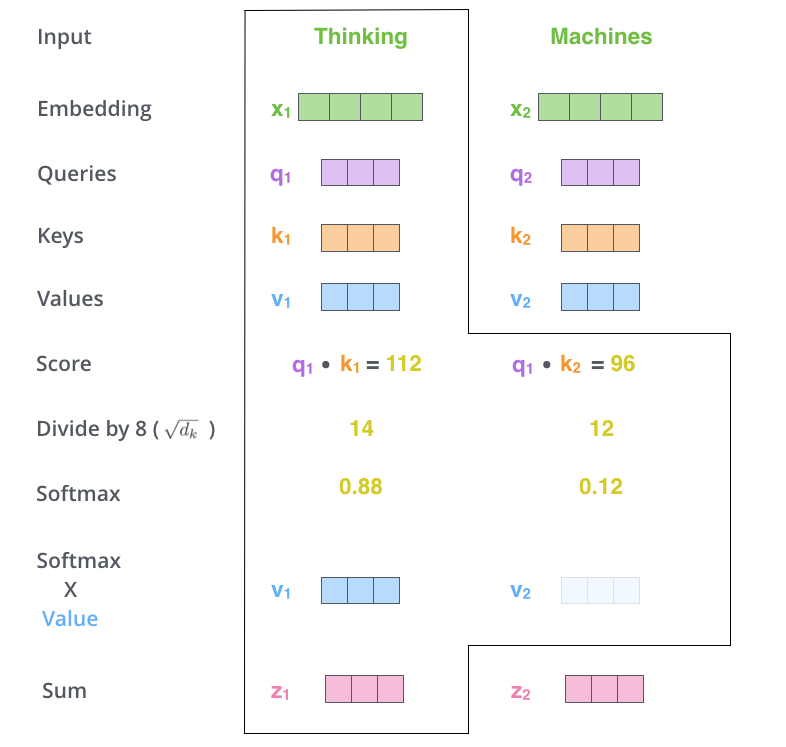 Input Thinking Machines
Embedding x₁ x₂
Queries q₁ q₂
Keys k₁ k₂
Values v₁ v₂
Score q₁ • k₁ = 112 q₁ • k₂ = 96
Divide by 8 ( √dₖ ) 14 12
Softmax 0.88 0.12
Softmax
X v₁ v₂
Value
Sum z₁ z₂